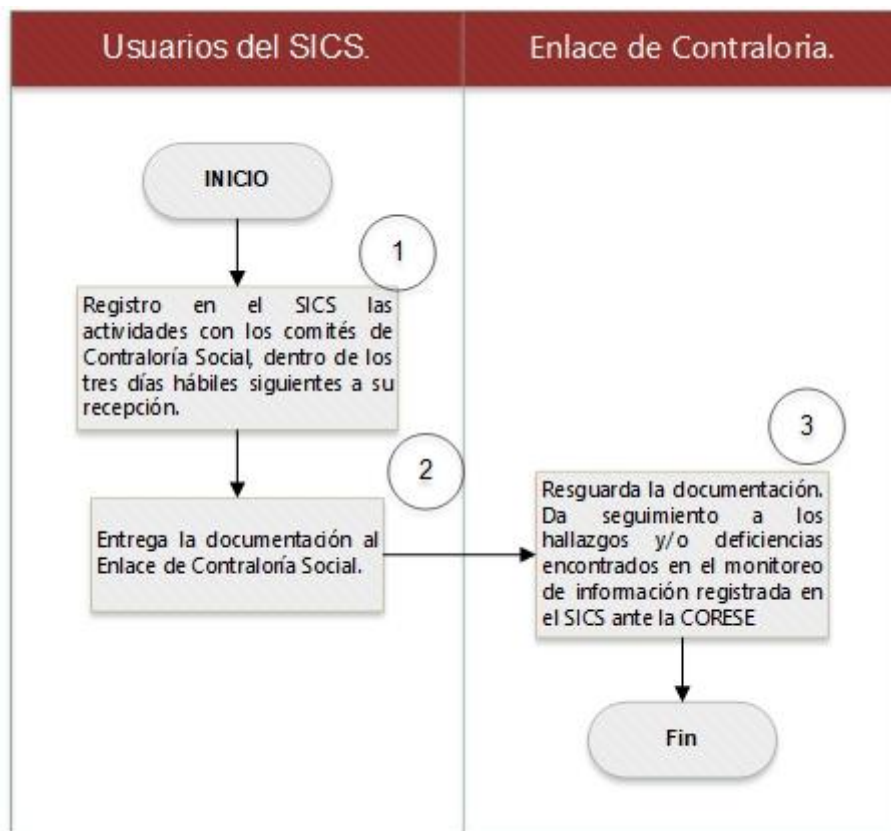 Usuarios del SICS.
Enlace de Contraloria.
INICIO
1
Registro en el SICS las
actividades con los comités de
Contraloría Social, dentro de los
tres días hábiles siguientes a su
recepción.
2
Entrega la documentación al
Enlace de Contraloría Social.
3
Resguarda la documentación.
Da seguimiento a los
hallazgos y/o deficiencias
encontrados en el monitoreo
de información registrada en
el SICS ante la CORESE
Fin